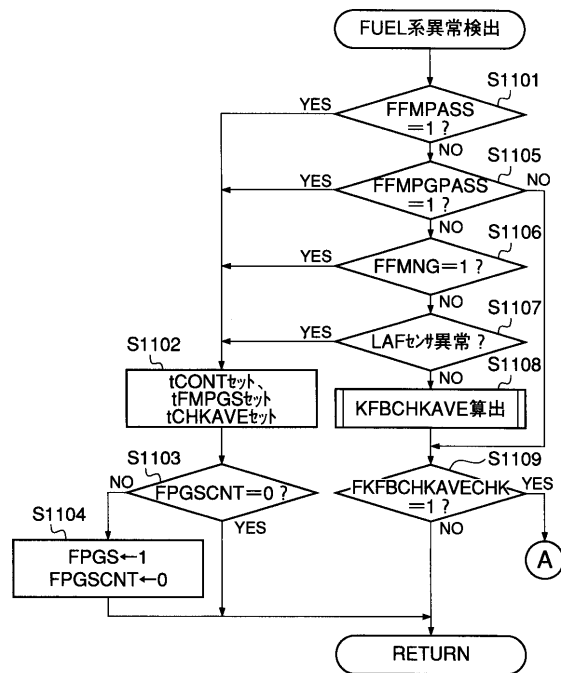 FUEL系異常検出
S1101
FFMPASS
=1 ?
YES
NO
S1105
FFMPGPASS
=1 ?
YES
NO
NO
S1106
FFMNG=1 ?
YES
NO
S1107
LAFセンサ異常 ?
YES
NO
S1102
tCONTセット、
tFMPGSセット
tCHKAVEセット
S1108
KFBCHKAVE算出
S1103
FPGSCNT=0 ?
NO
YES
S1109
FKFBCHKAVECHK
=1 ?
YES
NO
S1104
FPGS←1
FPGSCNT←0
A
RETURN